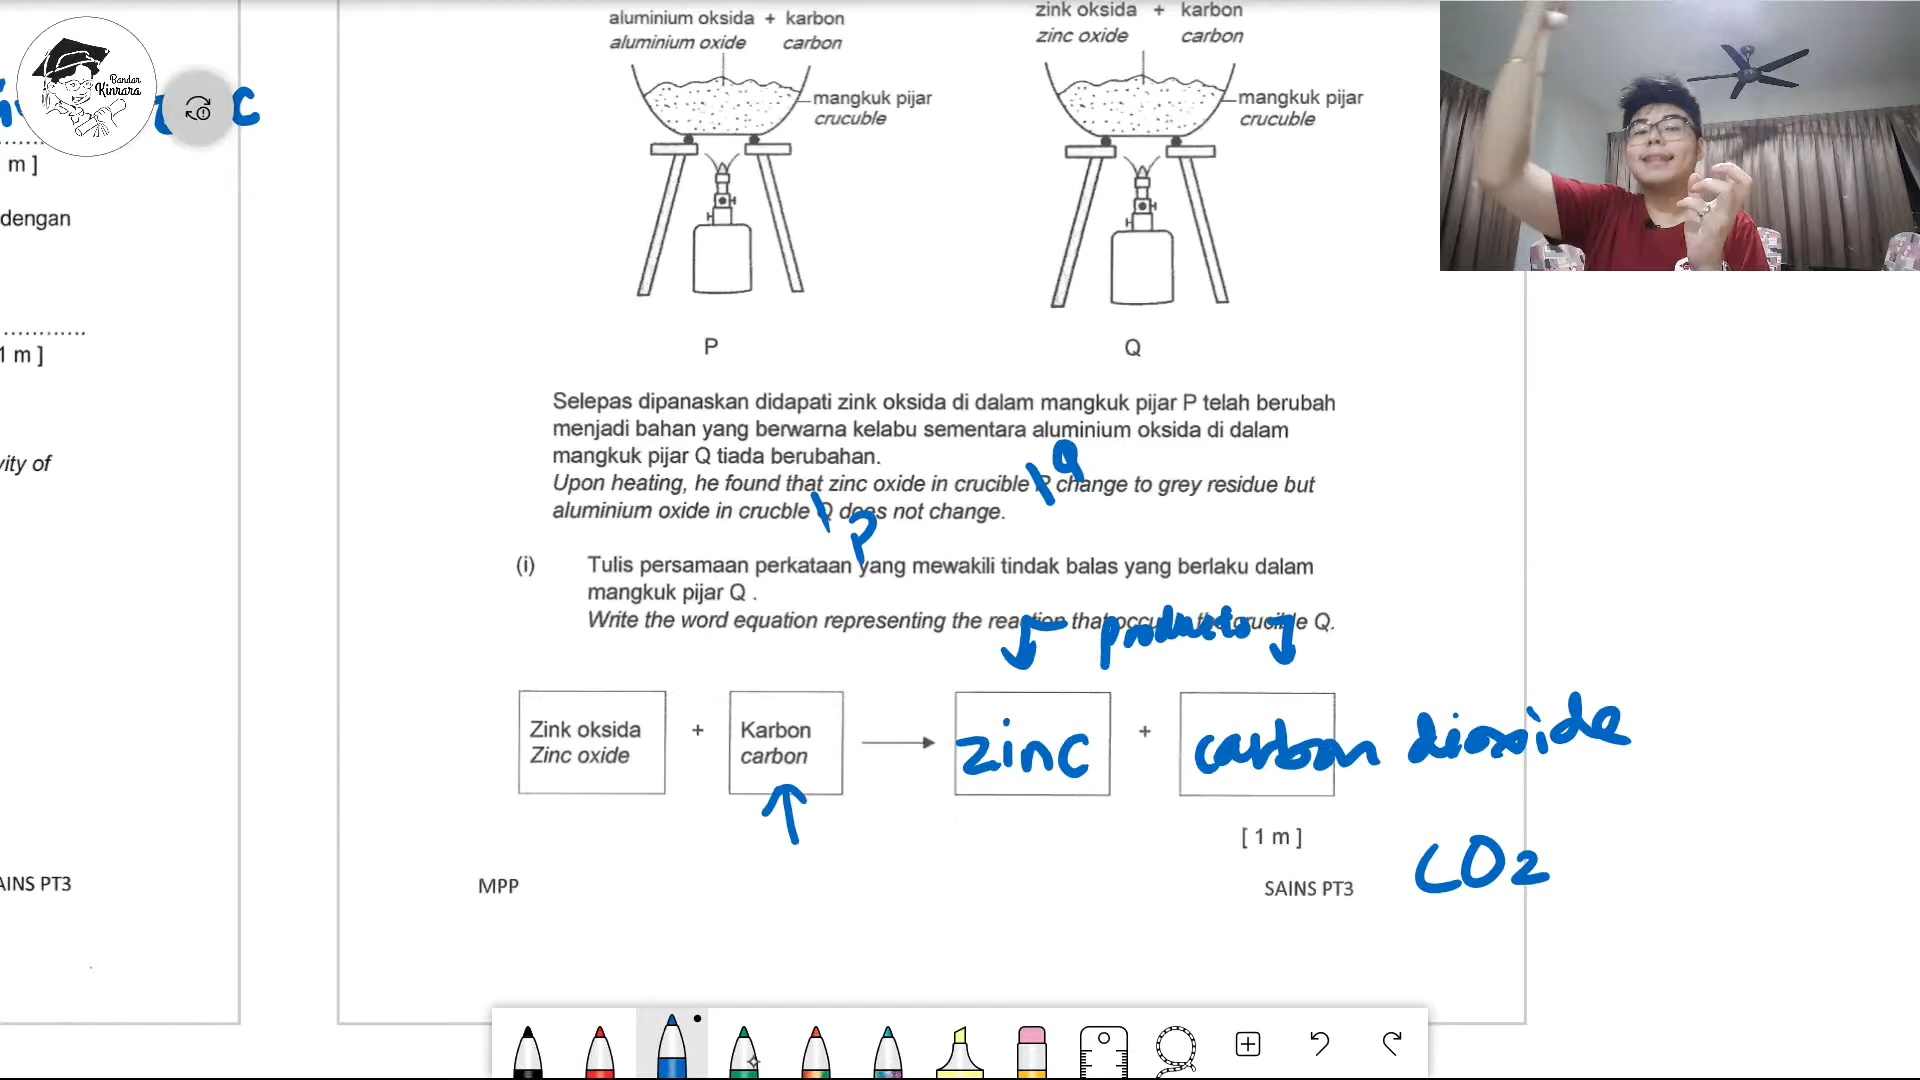 Bandar
Kinrara
c
m ]
dengan
1 m ]
vity of
AINS PT3
aluminium oksida + karbon
aluminium oxide carbon
mangkuk pijar
crucuble
P
zink oksida + karbon
zinc oxide carbon
mangkuk pijar
crucuble
Q
Selepas dipanaskan didapati zink oksida di dalam mangkuk pijar P telah berubah
menjadi bahan yang berwarna kelabu sementara aluminium oksida di dalam
mangkuk pijar Q tiada berubahan.
Q
Upon heating, he found that zinc oxide in crucible P change to grey residue but
aluminium oxide in crucble Q does not change.
P
(i) Tulis persamaan perkataan yang mewakili tindak balas yang berlaku dalam
mangkuk pijar Q .
Write the word equation representing the reaction that occur in the crucible Q.
products
Zink oksida + Karbon
Zinc oxide carbon
zinc + carbon dioxide
[ 1 m ]
CO2
MPP
SAINS PT3